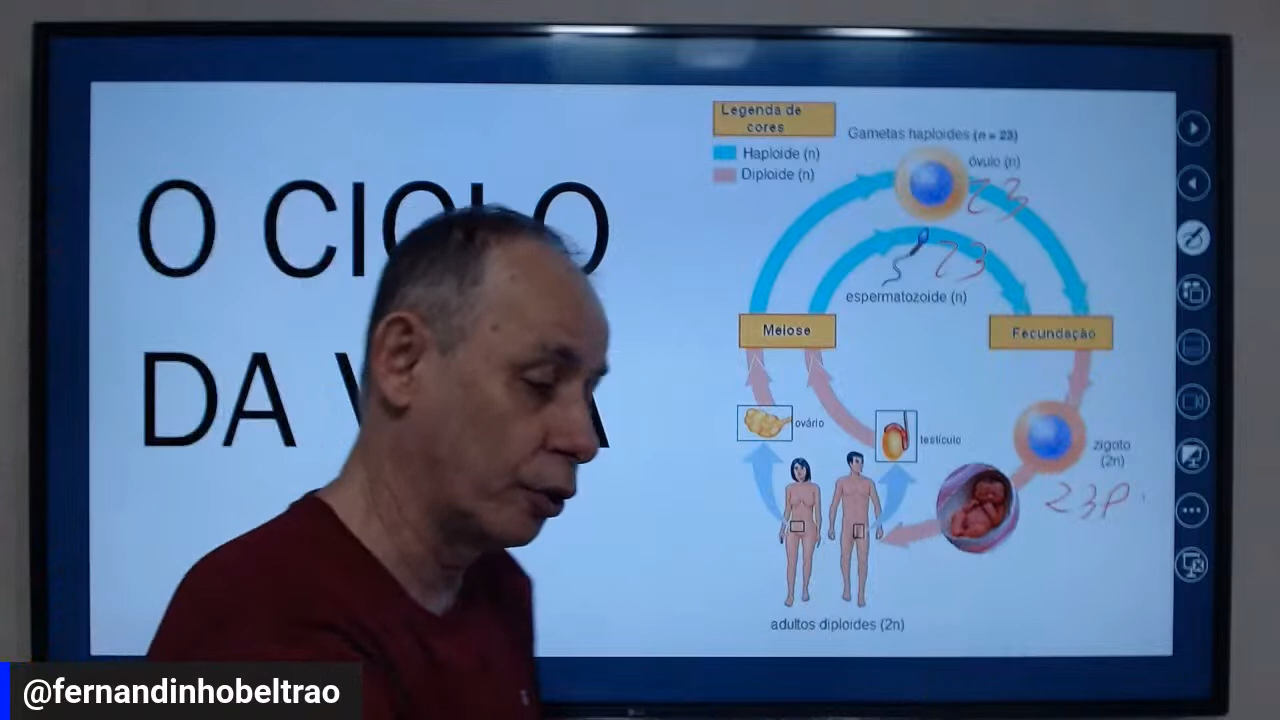 O CICLO
DA V A
Legenda de
cores
Haploide (n)
Diploide (n)
Gametas haploides (n = 23)
óvulo (n)
23
23
espermatozoide (n)
Meiose
Fecundação
ovário
testículo
zigoto
(2n)
23P
adultos diploides (2n)
@fernandinhobeltrao